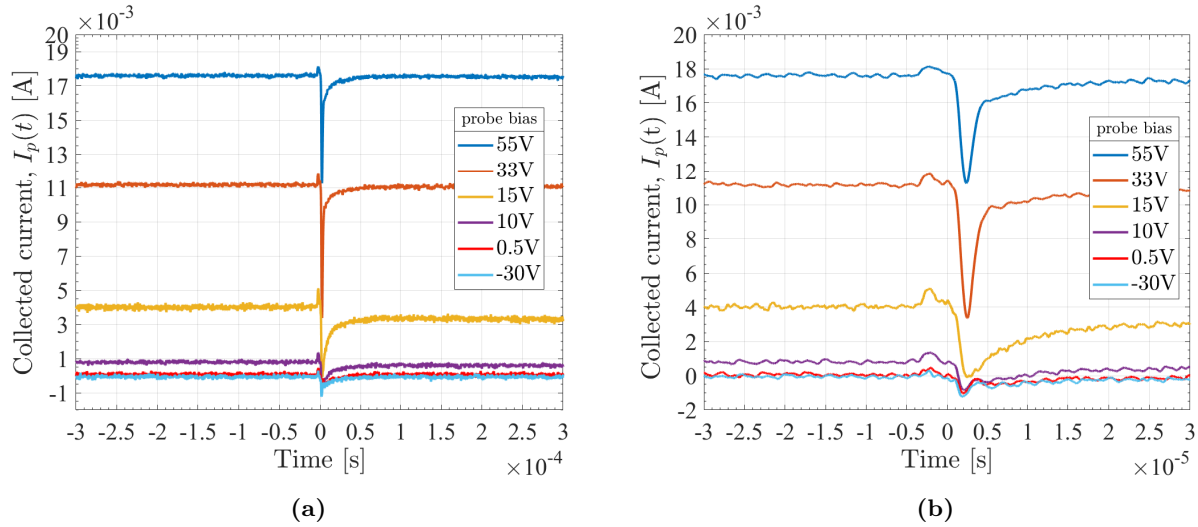 ×10⁻³
20
19
17
15
13
11
9
7
5
3
1
-1
Collected current, Iₚ(t) [A]
probe bias
55V
33V
15V
10V
0.5V
-30V
-3 -2.5 -2 -1.5 -1 -0.5 0 0.5 1 1.5 2 2.5 3
Time [s]
×10⁻⁴
(a)
×10⁻³
20
18
16
14
12
10
8
6
4
2
0
-2
Collected current, Iₚ(t) [A]
probe bias
55V
33V
15V
10V
0.5V
-30V
-3 -2.5 -2 -1.5 -1 -0.5 0 0.5 1 1.5 2 2.5 3
Time [s]
×10⁻⁵
(b)